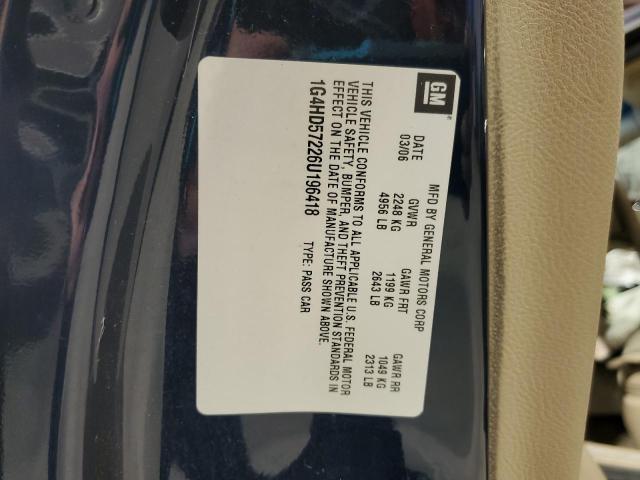 GM
MFD BY GENERAL MOTORS CORP
DATE GVWR GAWR FRT GAWR RR
03/06 2248 KG 1199 KG 1049 KG
4956 LB 2643 LB 2313 LB
THIS VEHICLE CONFORMS TO ALL APPLICABLE U.S. FEDERAL MOTOR
VEHICLE SAFETY, BUMPER, AND THEFT PREVENTION STANDARDS IN
EFFECT ON THE DATE OF MANUFACTURE SHOWN ABOVE.
1G4HD57226U196418 TYPE: PASS CAR